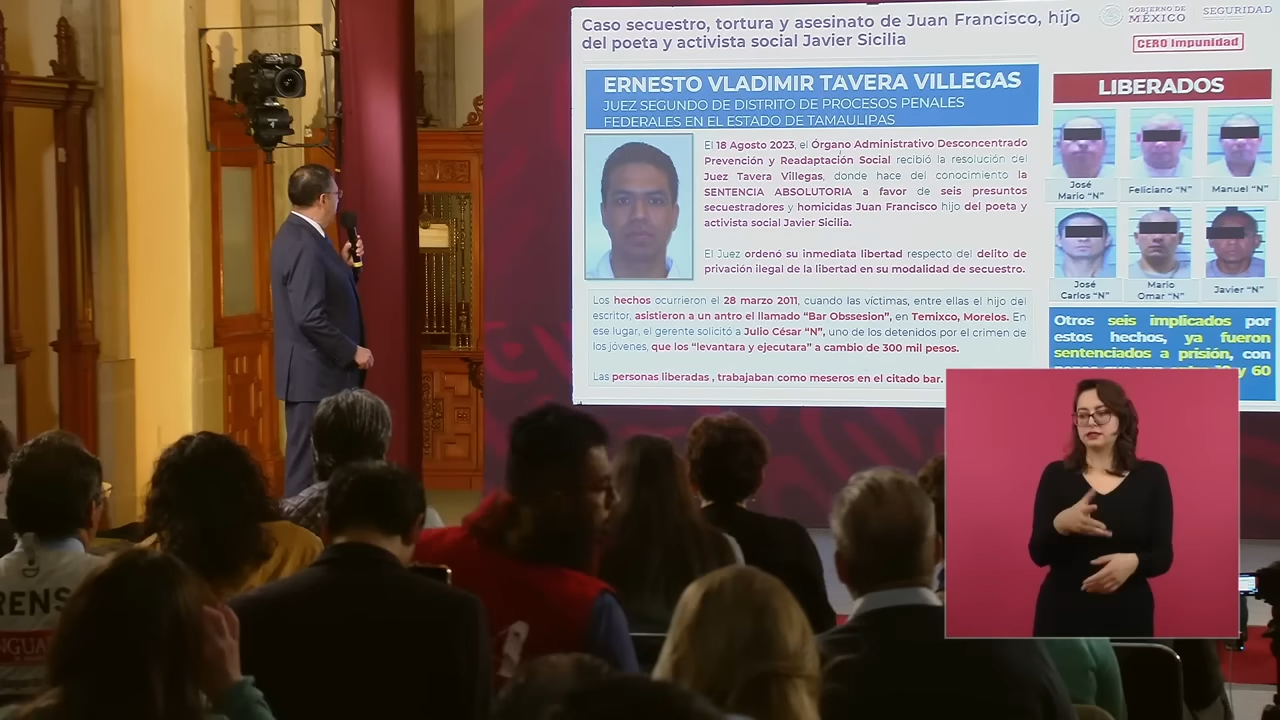 Caso secuestro, tortura y asesinato de Juan Francisco, hijo
del poeta y activista social Javier Sicilia
GOBIERNO DE
MÉXICO
SEGURIDAD
CERO Impunidad
ERNESTO VLADIMIR TAVERA VILLEGAS
JUEZ SEGUNDO DE DISTRITO DE PROCESOS PENALES
FEDERALES EN EL ESTADO DE TAMAULIPAS
El 18 Agosto 2023, el Órgano Administrativo Desconcentrado
Prevención y Readaptación Social recibió la resolución del
Juez Tavera Villegas, donde hace del conocimiento la
SENTENCIA ABSOLUTORIA a favor de seis presuntos
secuestradores y homicidas Juan Francisco hijo del poeta y
activista social Javier Sicilia.
El Juez ordenó su inmediata libertad respecto del delito de
privación ilegal de la libertad en su modalidad de secuestro.
Los hechos ocurrieron el 28 marzo 2011, cuando las víctimas, entre ellas el hijo del
escritor, asistieron a un antro el llamado “Bar Obssesion”, en Temixco, Morelos. En
ese lugar, el gerente solicitó a Julio César “N”, uno de los detenidos por el crimen de
los jóvenes, que los “levantara y ejecutara” a cambio de 300 mil pesos.
Las personas liberadas , trabajaban como meseros en el citado bar.
LIBERADOS
José
Mario “N”
Feliciano “N”
Manuel “N”
José
Carlos “N”
Mario
Omar “N”
Javier “N”
Otros seis implicados por
estos hechos, ya fueron
sentenciados a prisión, con
y 60
RENS